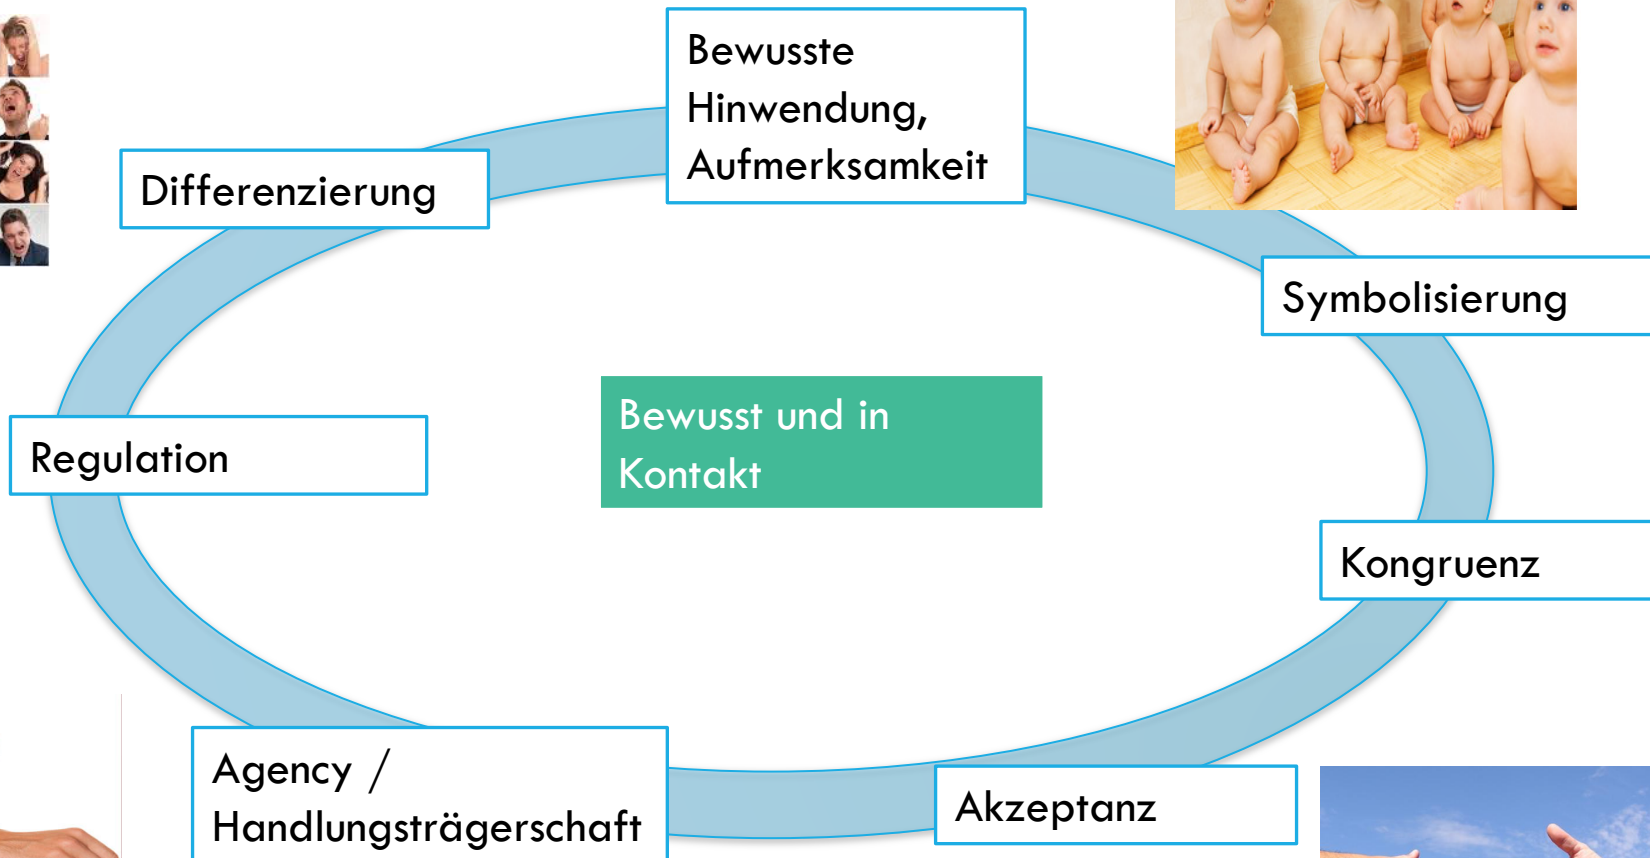 Bewusste
Hinwendung,
Aufmerksamkeit
Differenzierung
Symbolisierung
Bewusst und in
Kontakt
Regulation
Kongruenz
Agency /
Handlungsträgerschaft
Akzeptanz